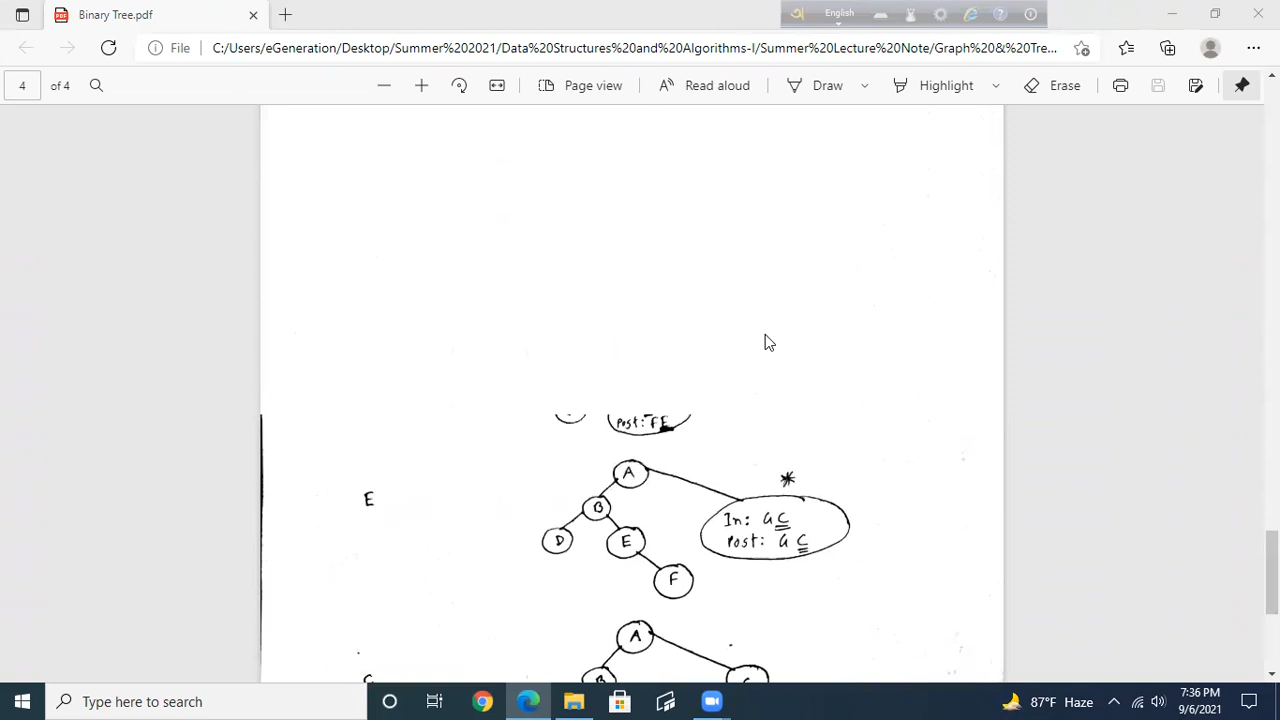 Binary Tree.pdf
English
File
C:/Users/eGeneration/Desktop/Summer%202021/Data%20Structures%20and%20Algorithms-I/Summer%20Lecture%20Note/Graph%20&%20Tre...
4 of 4
Page view
Read aloud
Draw
Highlight
Erase
Post: FE
A
*
E
B
In: G C
D
E
Post: G C
F
A
B
C
Type here to search
87°F Haze
7:36 PM
9/6/2021